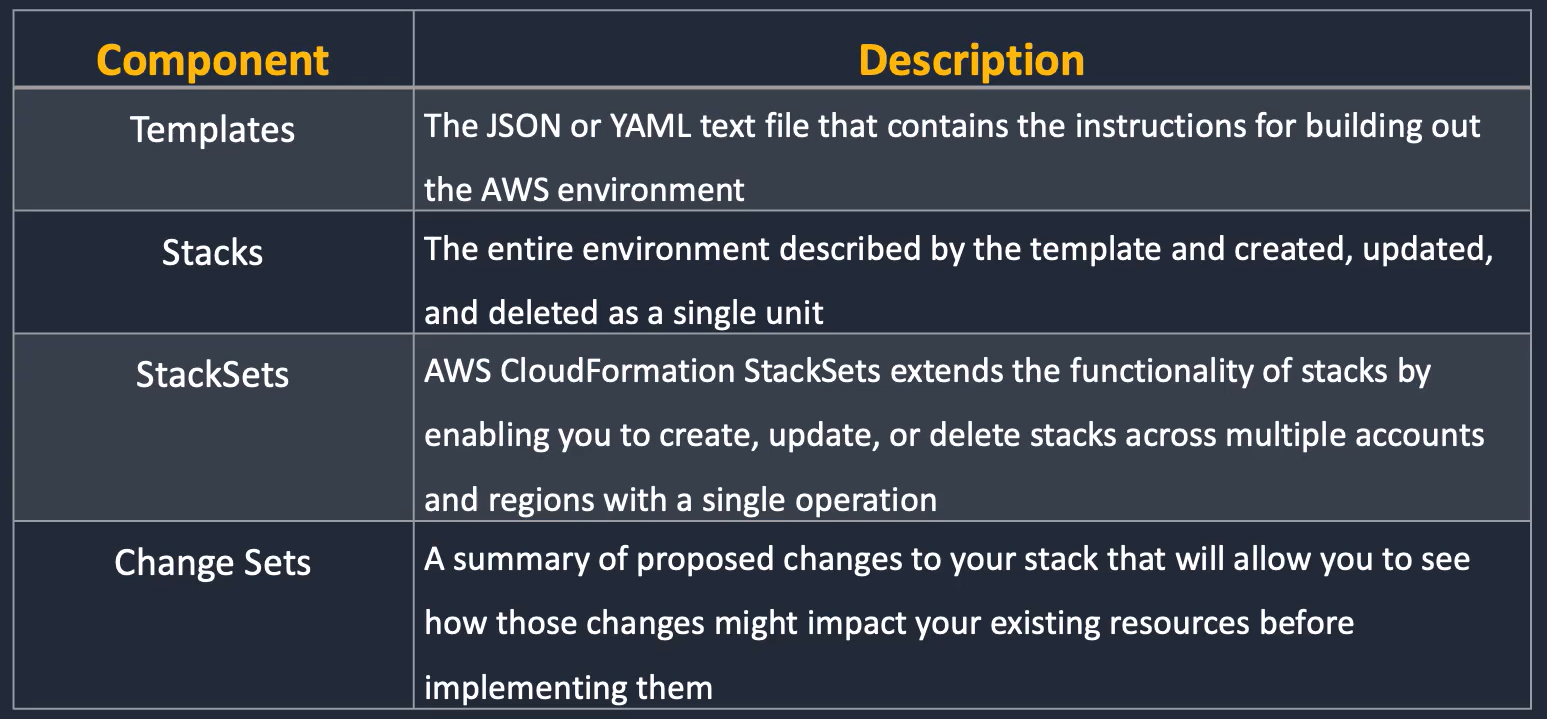 Component
Description
Templates
The JSON or YAML text file that contains the instructions for building out
the AWS environment
Stacks
The entire environment described by the template and created, updated,
and deleted as a single unit
StackSets
AWS CloudFormation StackSets extends the functionality of stacks by
enabling you to create, update, or delete stacks across multiple accounts
and regions with a single operation
Change Sets
A summary of proposed changes to your stack that will allow you to see
how those changes might impact your existing resources before
implementing them